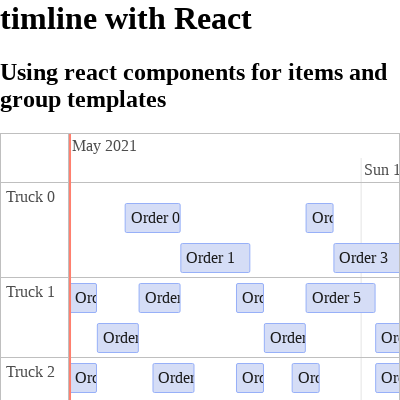 timline with React
Using react components for items and
group templates
May 2021
Sun 1
Truck 0
Order 0
Orc
Order 1
Order 3
Truck 1
Orc
Order
Orc
Order 5
Order
Order
Or
Truck 2
Orc
Order
Orc
Orc
Or